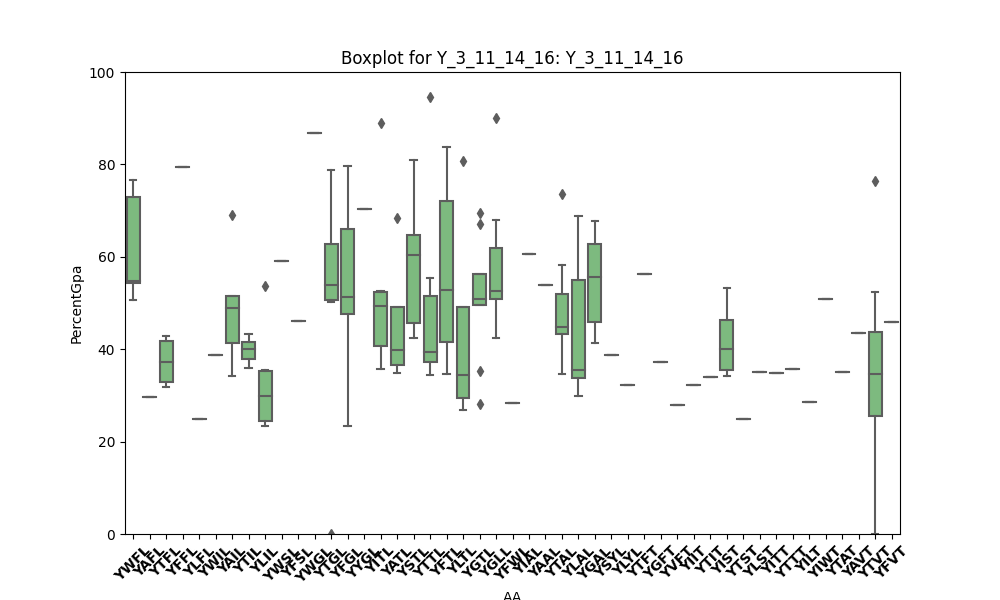 Boxplot for Y_3_11_14_16: Y_3_11_14_16
PercentGpa
100
80
60
40
20
0
YWFL
YAFL
YTFL
YFFL
YLFL
YWIL
YAIL
YTIL
YLIL
YWSL
YFSL
YWGL
YTGL
YFGL
YYGL
YITL
YATL
YSTL
YTTL
YFTL
YLTL
YGTL
YGLL
YFWL
YIAL
YAAL
YTAL
YLAL
YGAL
YSYL
YLYL
YTFT
YGFT
YVFT
YIIT
YTIT
YIST
YTST
YLST
YITT
YTTT
YILT
YIWT
YTAT
YAVT
YTVT
YFVT
AA